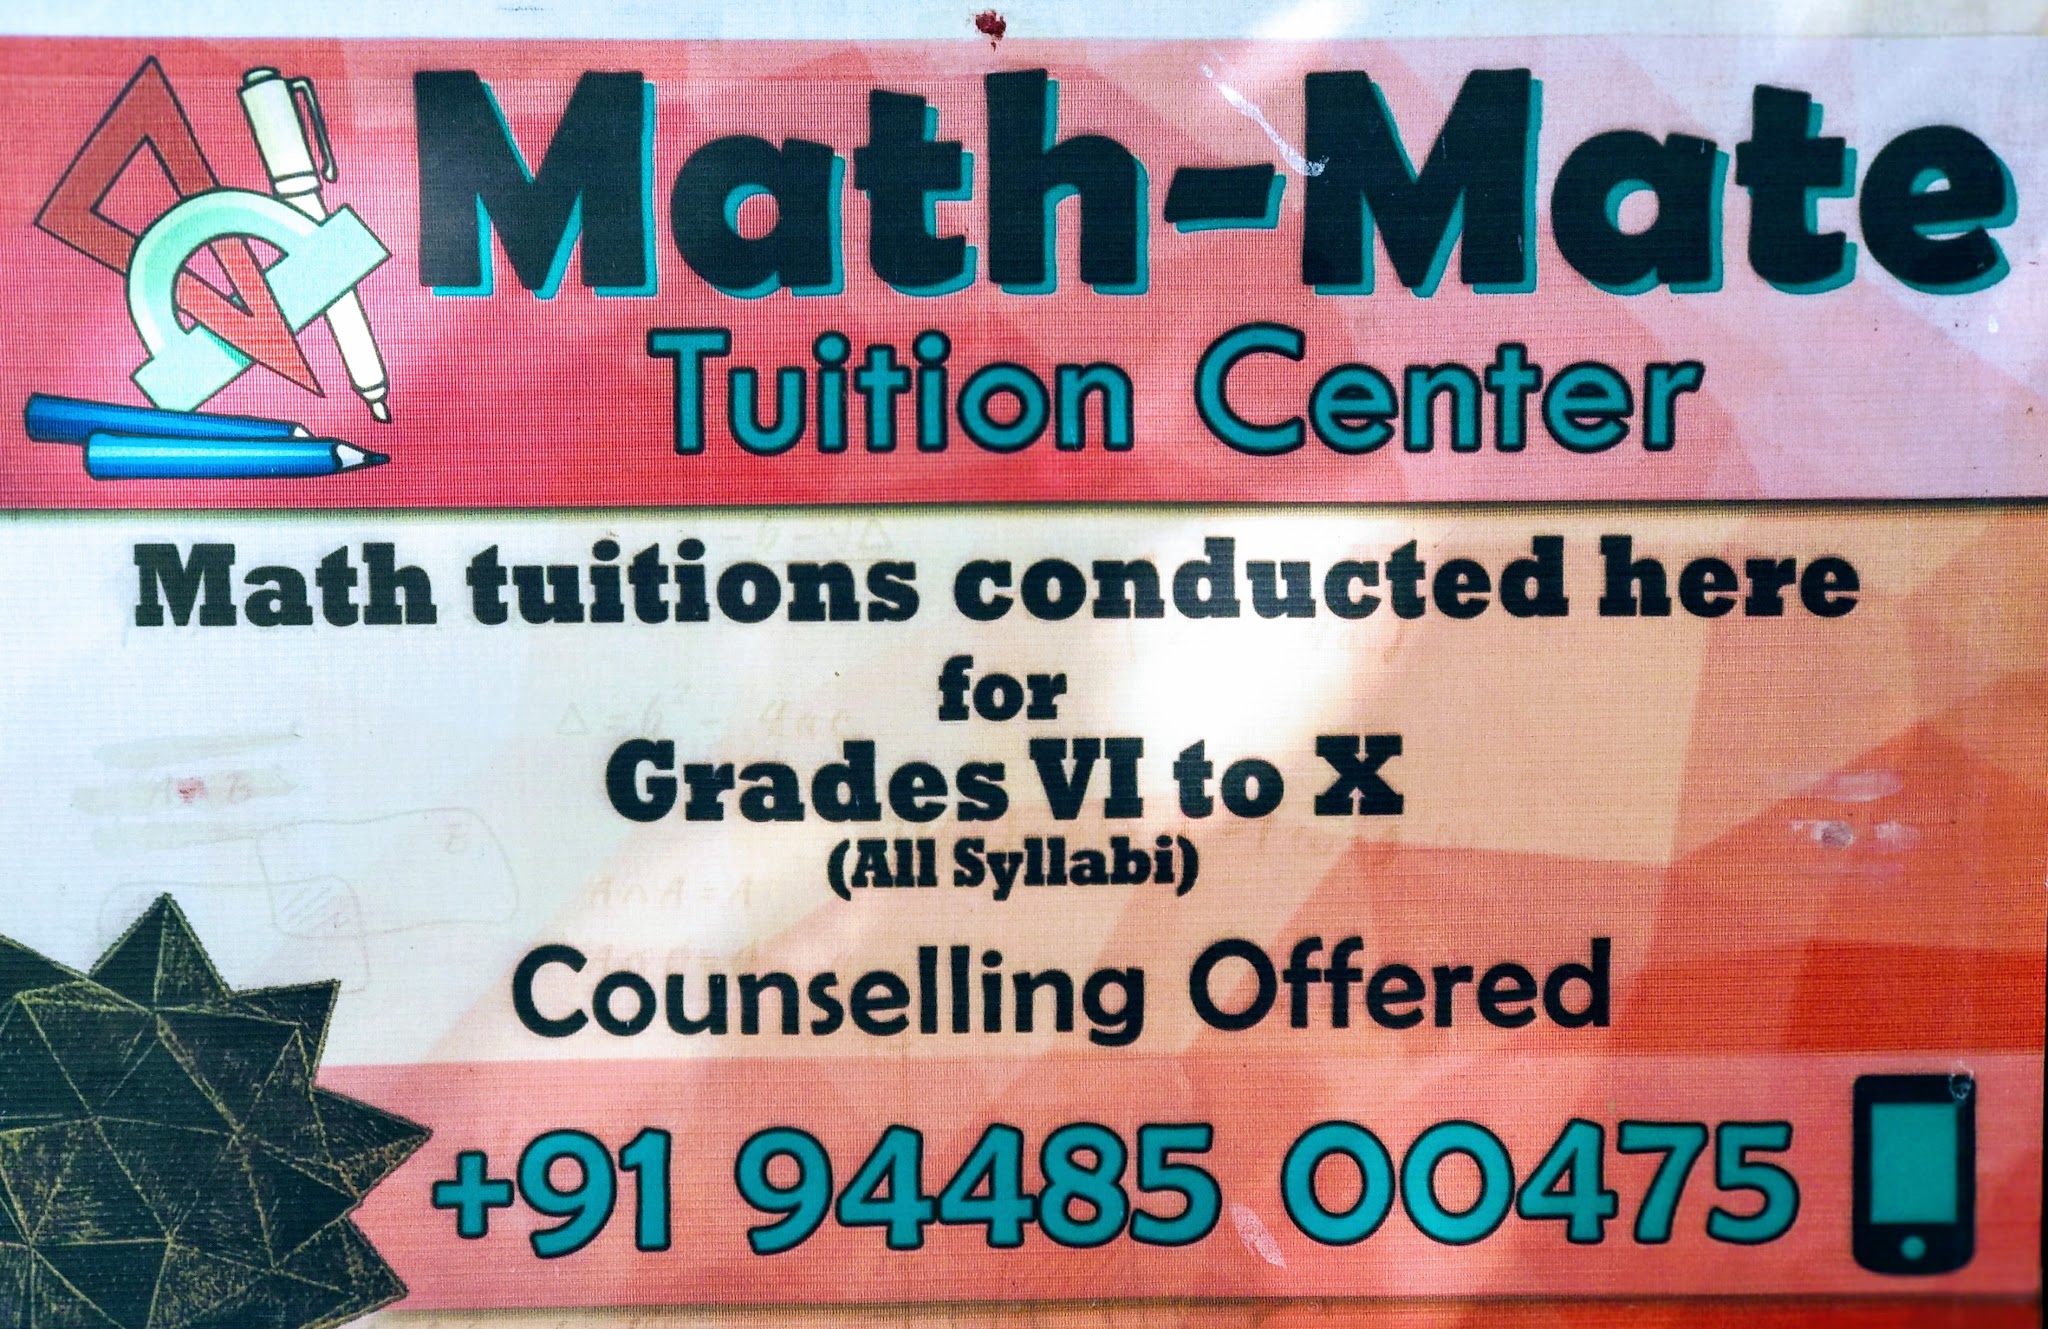 Math-Mate
Tuition Center
Math tuitions conducted here
for
Grades VI to X
(All Syllabi)
Counselling Offered
+91 94485 00475